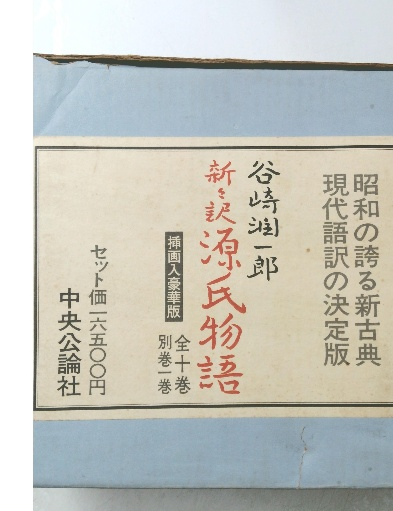 昭和の誇る新古典
現代語訳の決定版
谷崎潤一郎
新々訳源氏物語
挿画入豪華版
全十巻
別巻一巻
セット価一六五〇〇円
中央公論社